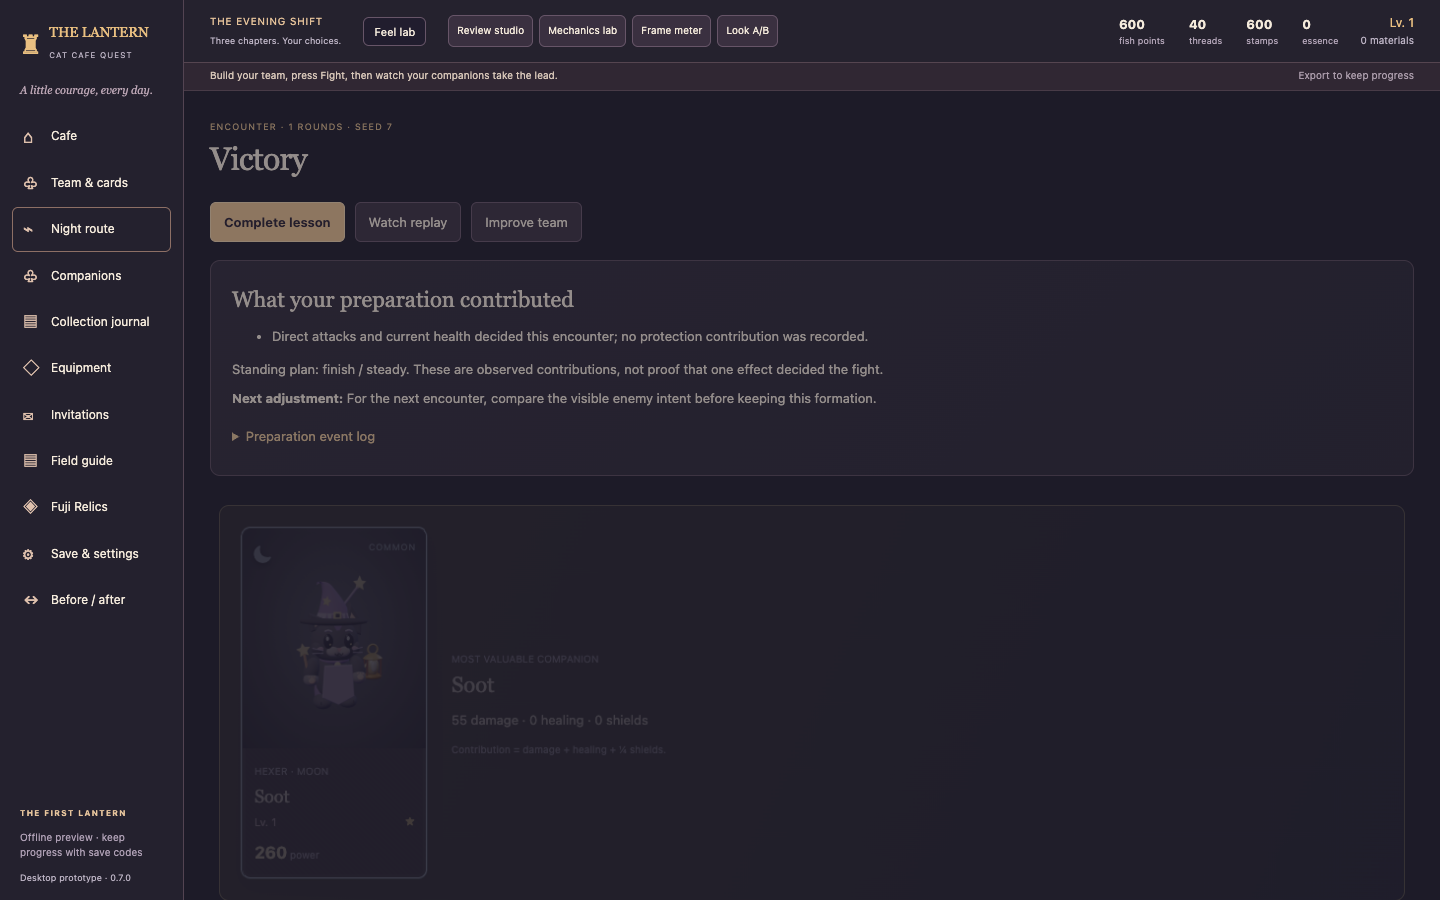 THE LANTERN
CAT CAFE QUEST
A little courage, every day.
Cafe
Team & cards
Night route
Companions
Collection journal
Equipment
Invitations
Field guide
Fuji Relics
Save & settings
Before / after
THE FIRST LANTERN
Offline preview · keep
progress with save codes
Desktop prototype · 0.7.0
THE EVENING SHIFT
Three chapters. Your choices.
Feel lab
Review studio
Mechanics lab
Frame meter
Look A/B
600
fish points
40
threads
600
stamps
0
essence
Lv. 1
0 materials
Build your team, press Fight, then watch your companions take the lead.
Export to keep progress
ENCOUNTER · 1 ROUNDS · SEED 7
Victory
Complete lesson
Watch replay
Improve team
What your preparation contributed
• Direct attacks and current health decided this encounter; no protection contribution was recorded.
Standing plan: finish / steady. These are observed contributions, not proof that one effect decided the fight.
Next adjustment: For the next encounter, compare the visible enemy intent before keeping this formation.
Preparation event log
COMMON
HEXER · MOON
Soot
Lv. 1
260 power
MOST VALUABLE COMPANION
Soot
55 damage · 0 healing · 0 shields
Contribution = damage + healing + ¼ shields.